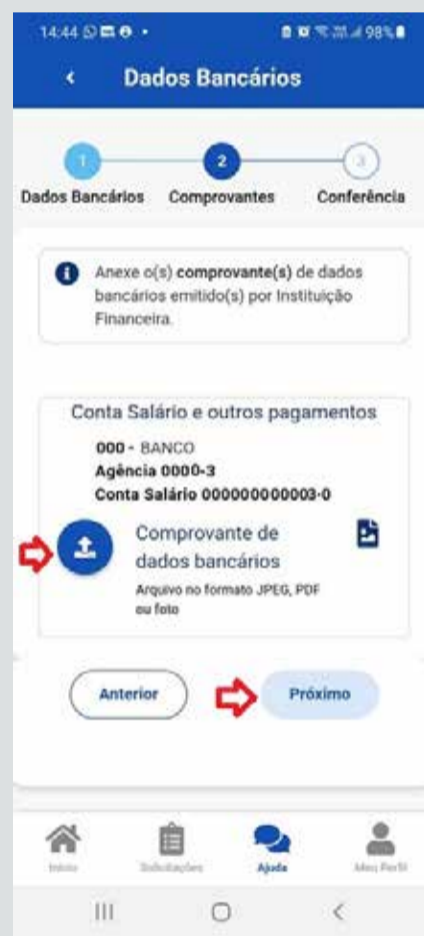 14:44
98%
Dados Bancários
1
2
3
Dados Bancários
Comprovantes
Conferência
Anexe o(s) comprovante(s) de dados
bancários emitido(s) por Instituição
Financeira.
Conta Salário e outros pagamentos
000 - BANCO
Agência 0000-3
Conta Salário 000000000003-0
Comprovante de
dados bancários
Arquivo no formato JPEG, PDF
ou foto
Anterior
Próximo
Início
Solicitações
Ajuda
Meu Perfil